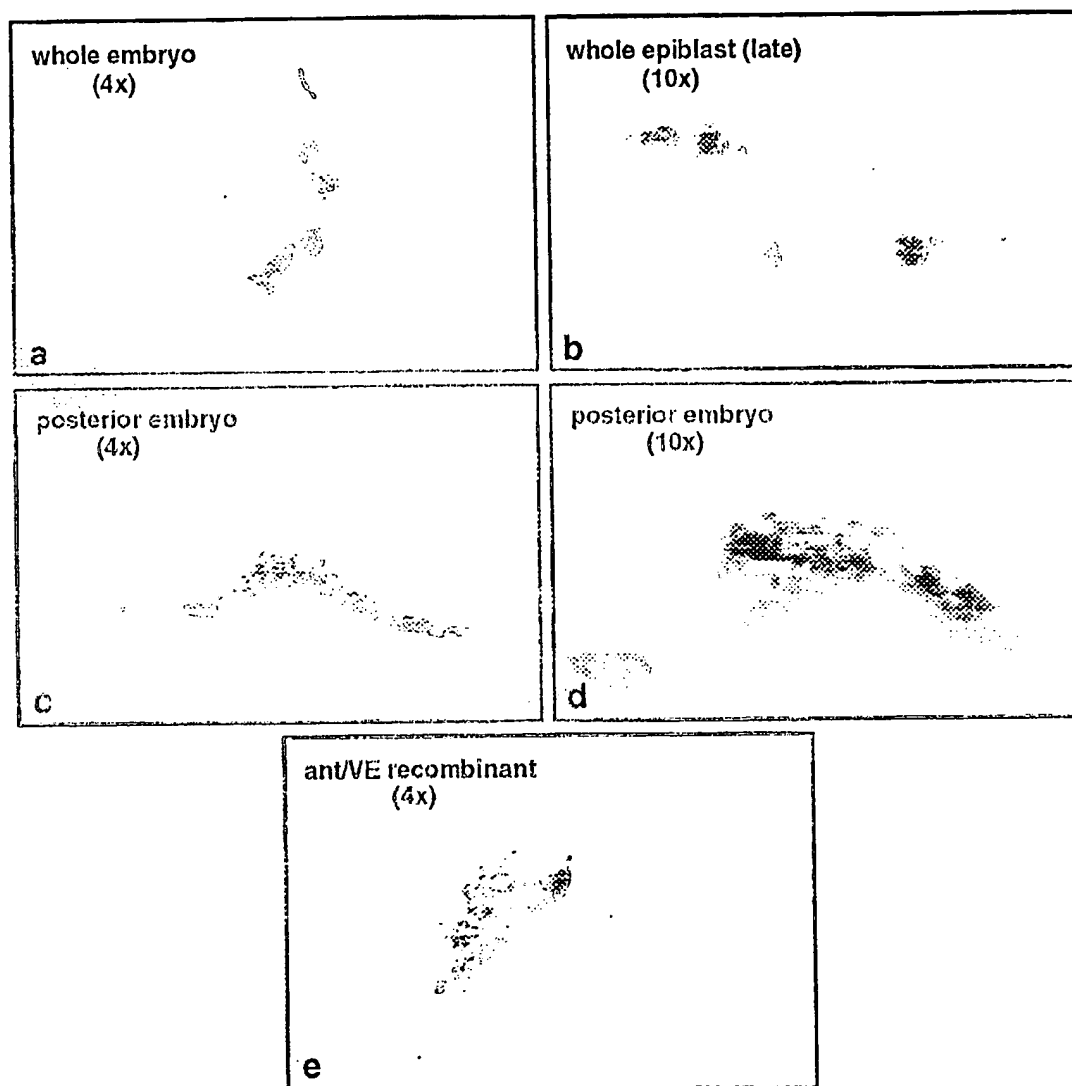 whole embryo
(4x)
a
whole epiblast (late)
(10x)
b
posterior embryo
(4x)
c
posterior embryo
(10x)
d
ant/VE recombinant
(4x)
e